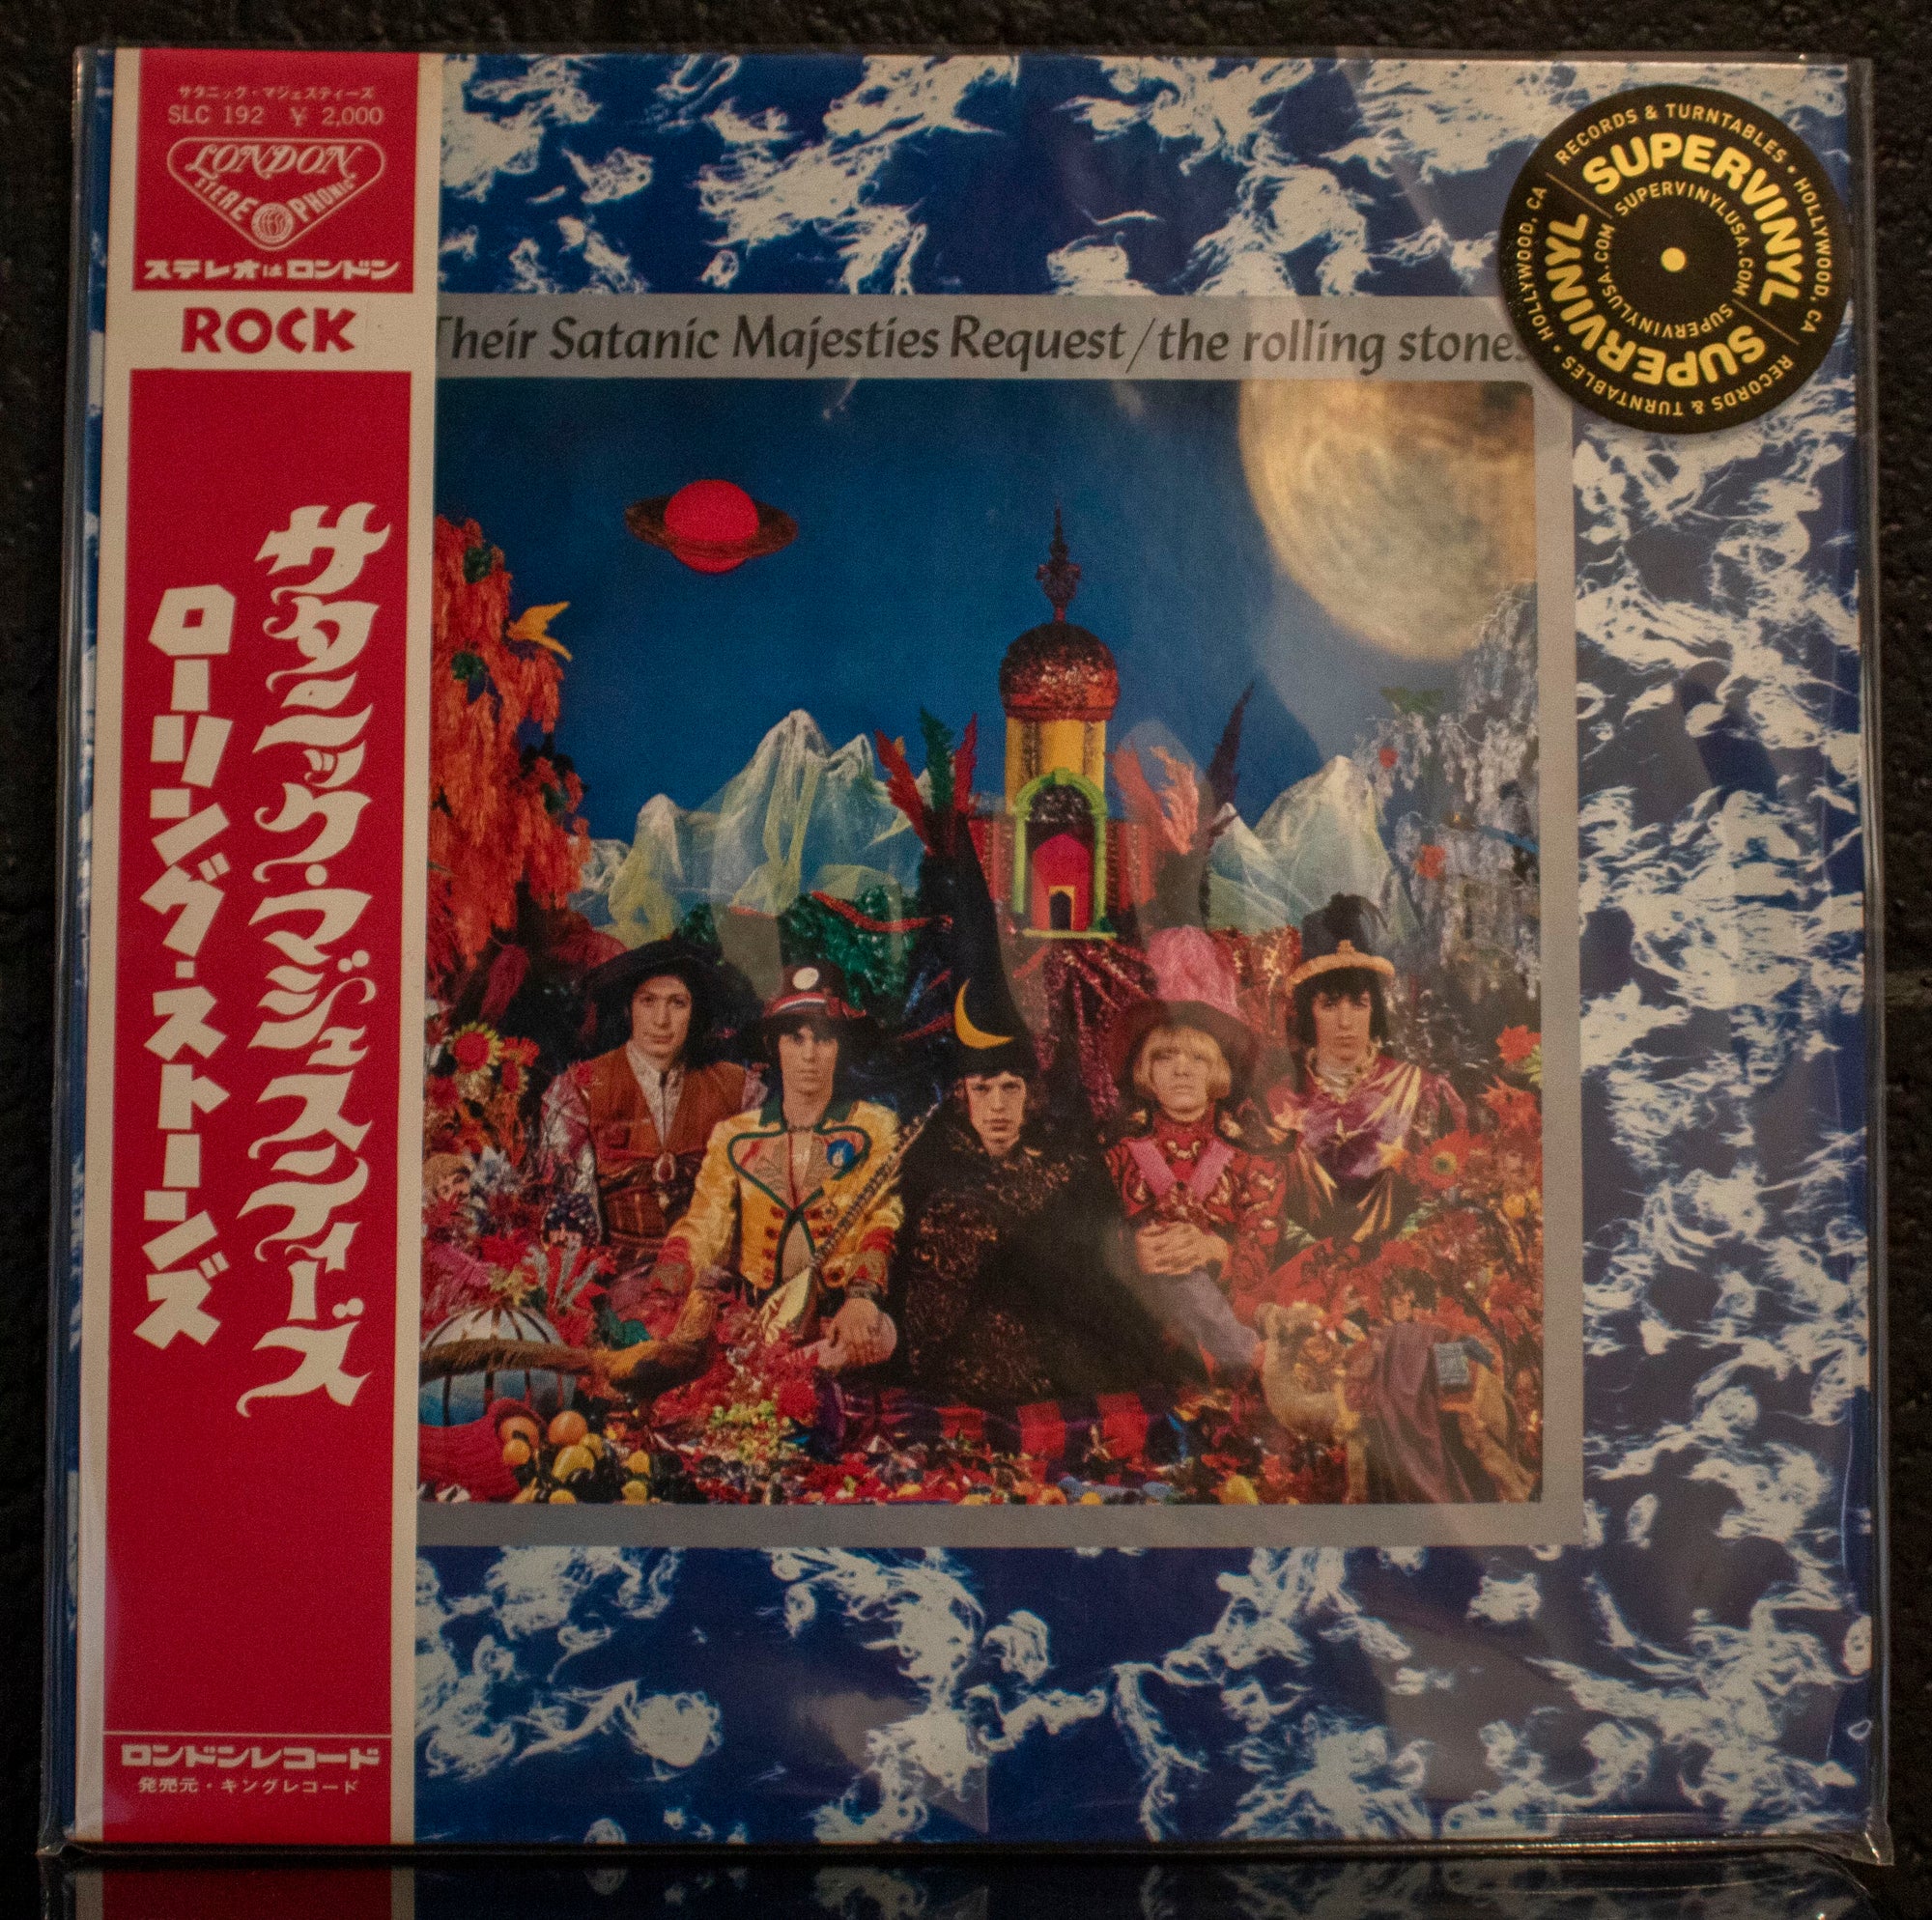 サタニック・マジェスティーズ
SLC 192 ¥ 2,000
LONDON
STEREOPHONIC
ステレオはロンドン
ROCK
サタニック・マジェスティーズ
ローリング・ストーンズ
ロンドンレコード
発売元・キングレコード
Their Satanic Majesties Request/the rolling stones
RECORDS & TURNTABLES • HOLLYWOOD, CA
SUPERVINYL
SUPERVINYLUSA.COM
SUPERVINYLUSA.COM
SUPERVINYL
RECORDS & TURNTABLES • HOLLYWOOD, CA